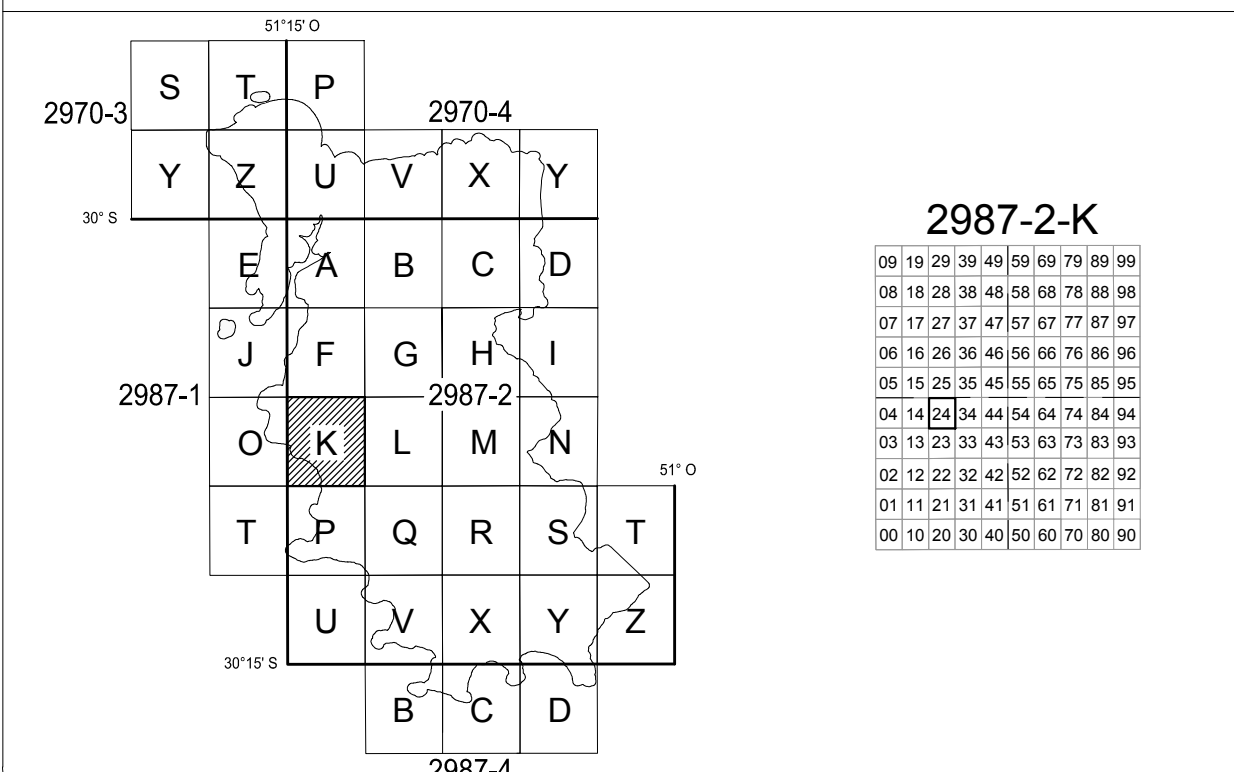 51°15' O
S T P
2970-3 2970-4
Y Z U V X Y
30° S
E A B C D
J F G H I
2987-1 2987-2
O K L M N
51° O
T P Q R S T
U V X Y Z
30°15' S
B C D
2987-4
2987-2-K
09 19 29 39 49 59 69 79 89 99
08 18 28 38 48 58 68 78 88 98
07 17 27 37 47 57 67 77 87 97
06 16 26 36 46 56 66 76 86 96
05 15 25 35 45 55 65 75 85 95
04 14 24 34 44 54 64 74 84 94
03 13 23 33 43 53 63 73 83 93
02 12 22 32 42 52 62 72 82 92
01 11 21 31 41 51 61 71 81 91
00 10 20 30 40 50 60 70 80 90